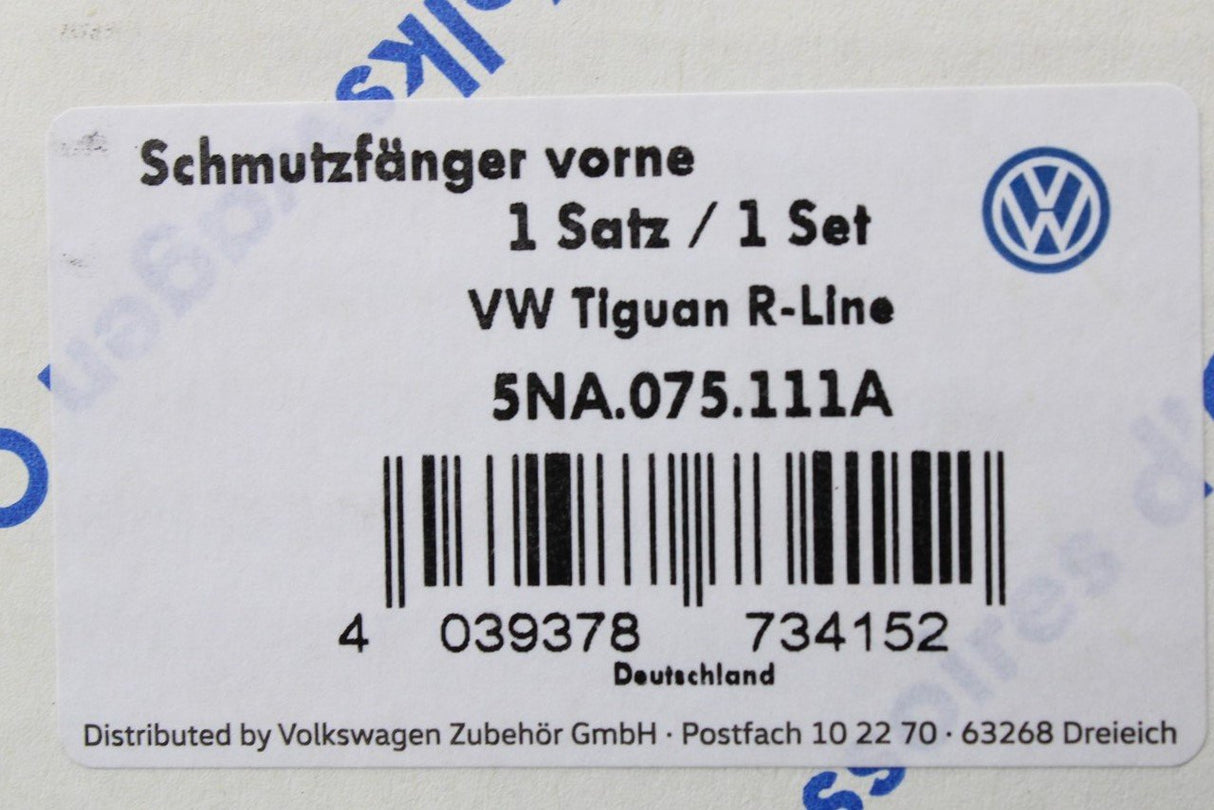 Schmutzfänger vorne
1 Satz / 1 Set
VW Tiguan R-Line
5NA.075.111A
4 039378 734152
Deutschland
Distributed by Volkswagen Zubehör GmbH · Postfach 10 22 70 · 63268 Dreieich